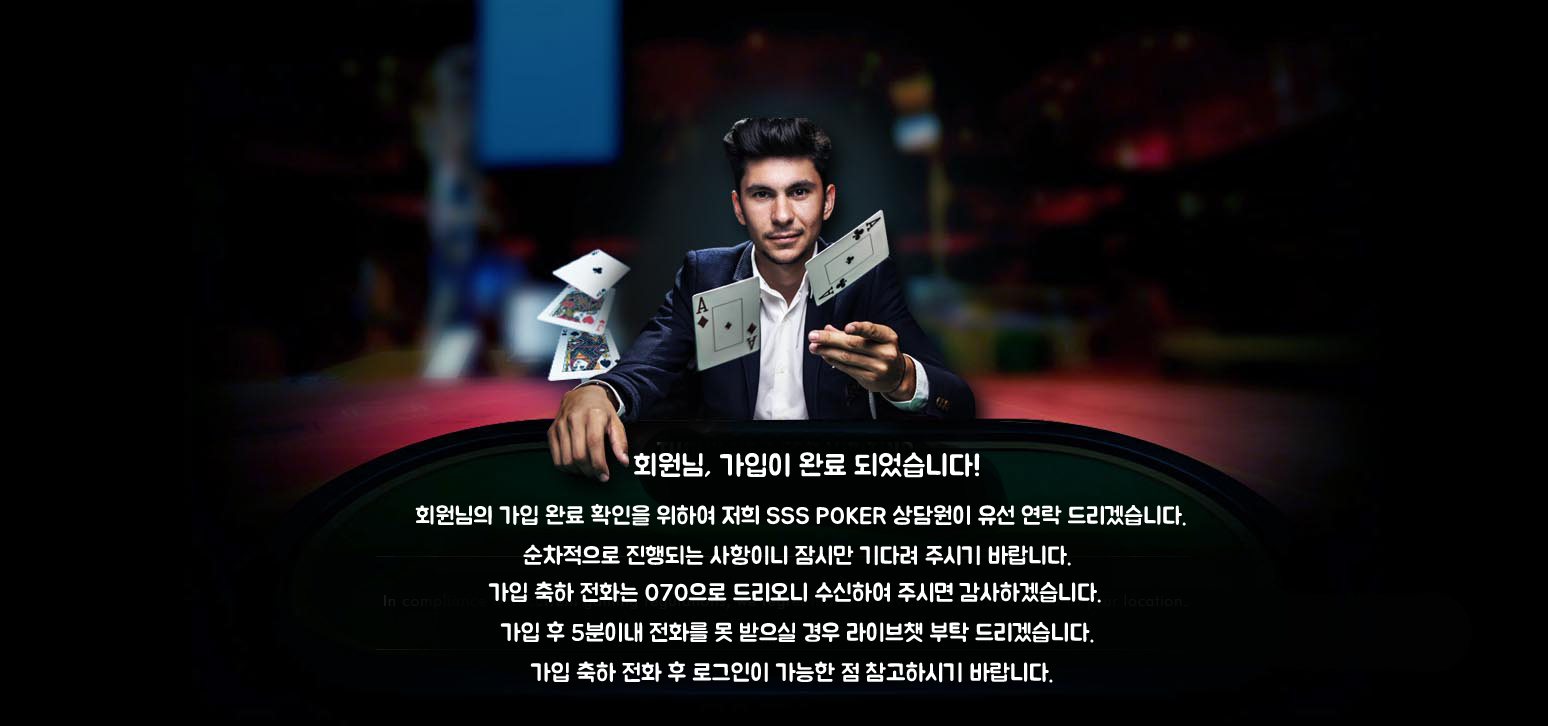 회원님, 가입이 완료 되었습니다!
회원님의 가입 완료 확인을 위하여 저희 SSS POKER 상담원이 유선 연락 드리겠습니다.
순차적으로 진행되는 사항이니 잠시만 기다려 주시기 바랍니다.
가입 축하 전화는 070으로 드리오니 수신하여 주시면 감사하겠습니다.
In com
ur location.
가입 후 5분이내 전화를 못 받으실 경우 라이브챗 부탁 드리겠습니다.
가입 축하 전화 후 로그인이 가능한 점 참고하시기 바랍니다.
A
A
A
A